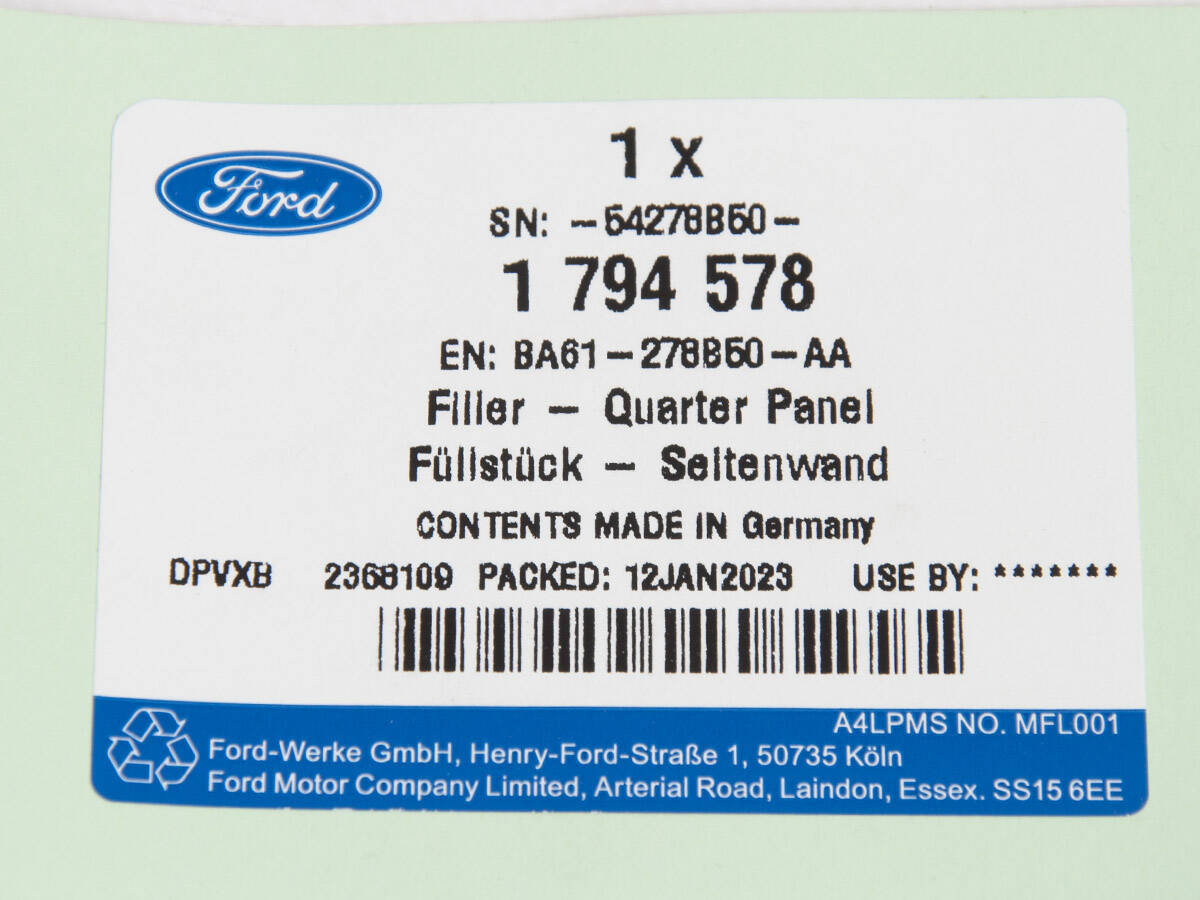 Ford
1 x
SN: -54278B50-
1 794 578
EN: BA61-278B50-AA
Filler - Quarter Panel
Füllstück - Seitenwand
CONTENTS MADE IN Germany
DPVXB 2368109 PACKED: 12JAN2023 USE BY: *******
A4LPMS NO. MFL001
Ford-Werke GmbH, Henry-Ford-Straße 1, 50735 Köln
Ford Motor Company Limited, Arterial Road, Laindon, Essex. SS15 6EE